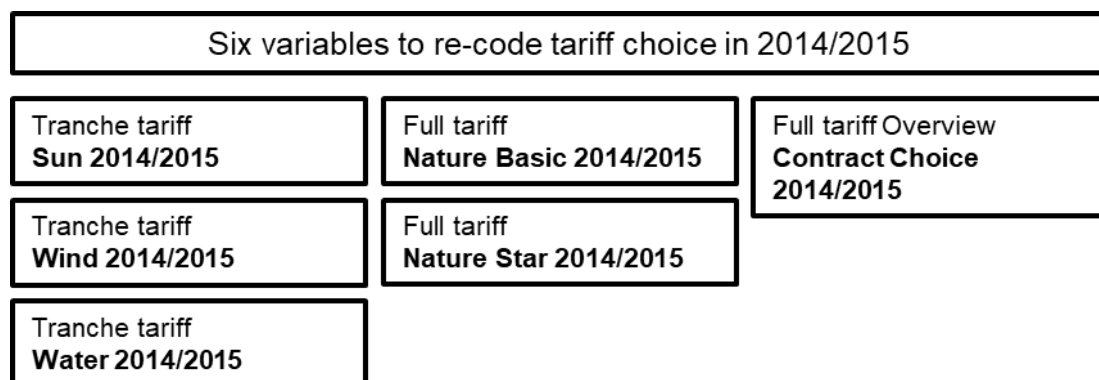 Six variables to re-code tariff choice in 2014/2015
Tranche tariff
Sun 2014/2015
Tranche tariff
Wind 2014/2015
Tranche tariff
Water 2014/2015
Full tariff
Nature Basic 2014/2015
Full tariff
Nature Star 2014/2015
Full tariff Overview
Contract Choice
2014/2015